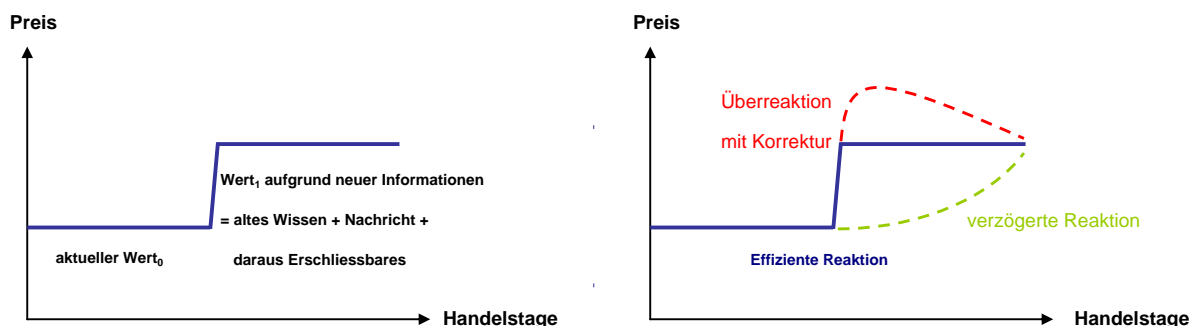 Preis
Wert₁ aufgrund neuer Informationen
= altes Wissen + Nachricht +
daraus Erschliessbares
aktueller Wert₀
Handelstage
Preis
Überreaktion
mit Korrektur
verzögerte Reaktion
Effiziente Reaktion
Handelstage